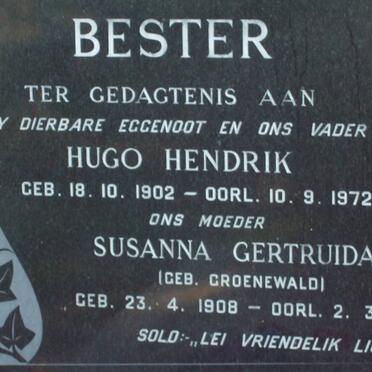 BESTER
TER GEDAGTENIS AAN
DIERBARE EGGENOOT EN ONS VADER
HUGO HENDRIK
GEB. 18. 10. 1902 – OORL. 10. 9. 1972
ONS MOEDER
SUSANNA GERTRUIDA
(GEB. GROENEWALD)
GEB. 23. 4. 1908 – OORL. 2. 3
SOLO:-„LEI VRIENDELIK